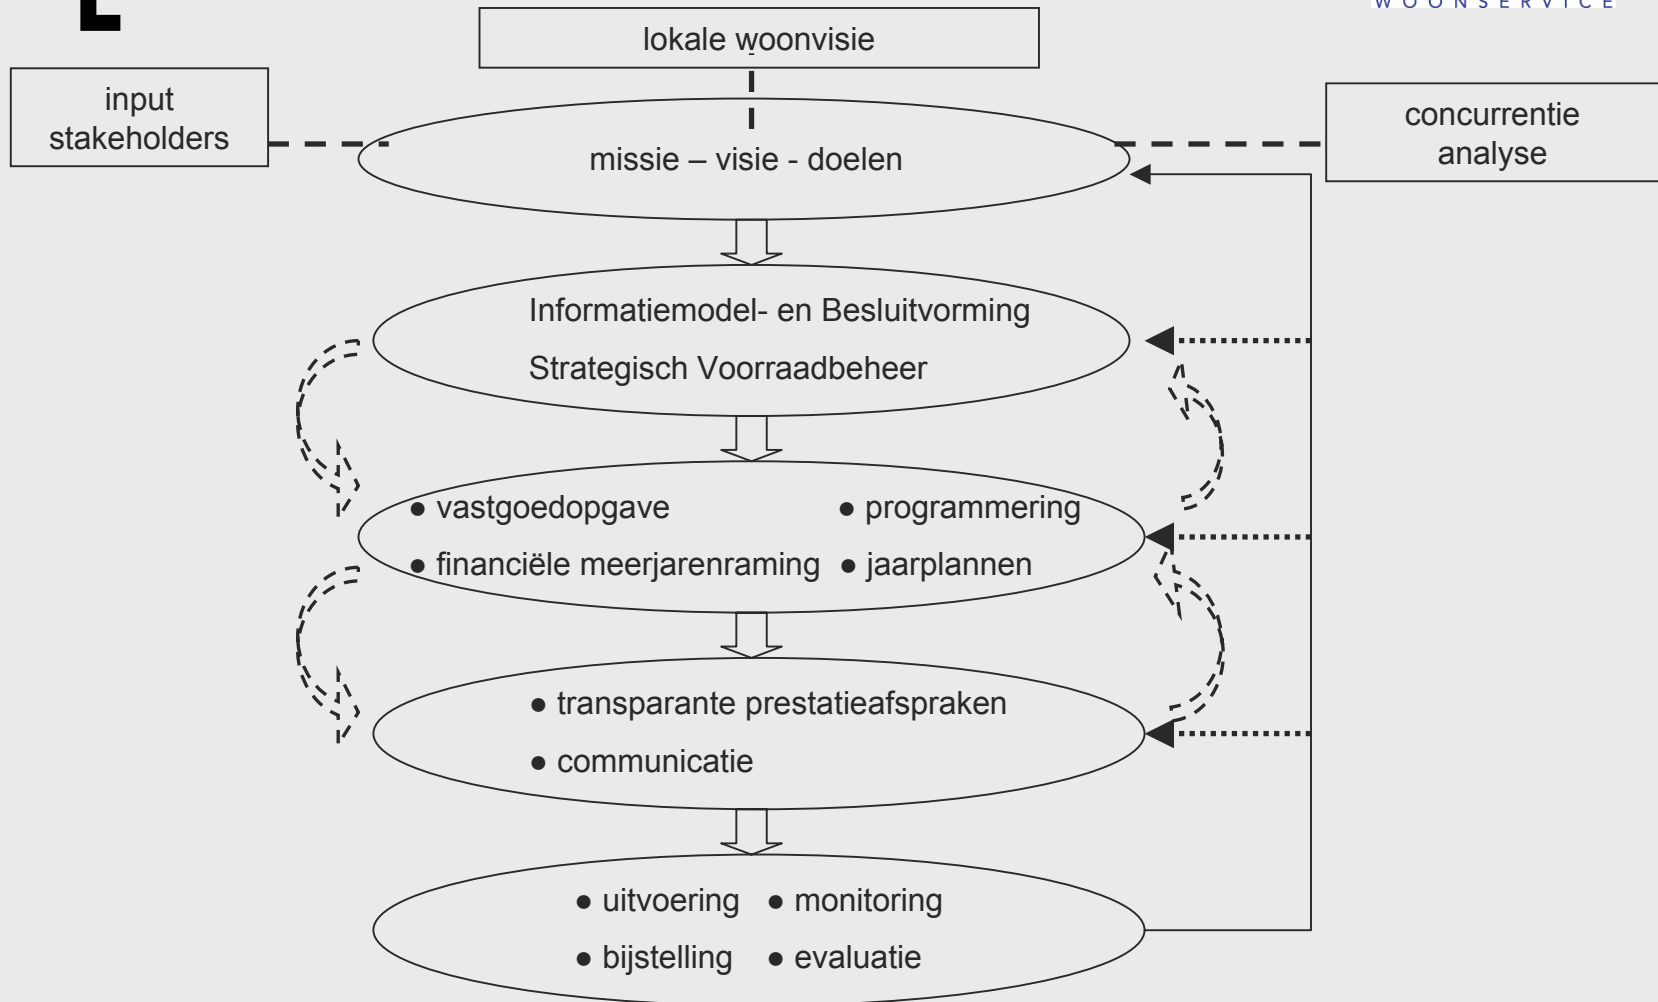 WOONSERVICE
lokale woonvisie
input
stakeholders
concurrentie
analyse
missie – visie - doelen
Informatiemodel- en Besluitvorming
Strategisch Voorraadbeheer
● vastgoedopgave ● programmering
● financiële meerjarenraming ● jaarplannen
● transparante prestatieafspraken
● communicatie
● uitvoering ● monitoring
● bijstelling ● evaluatie